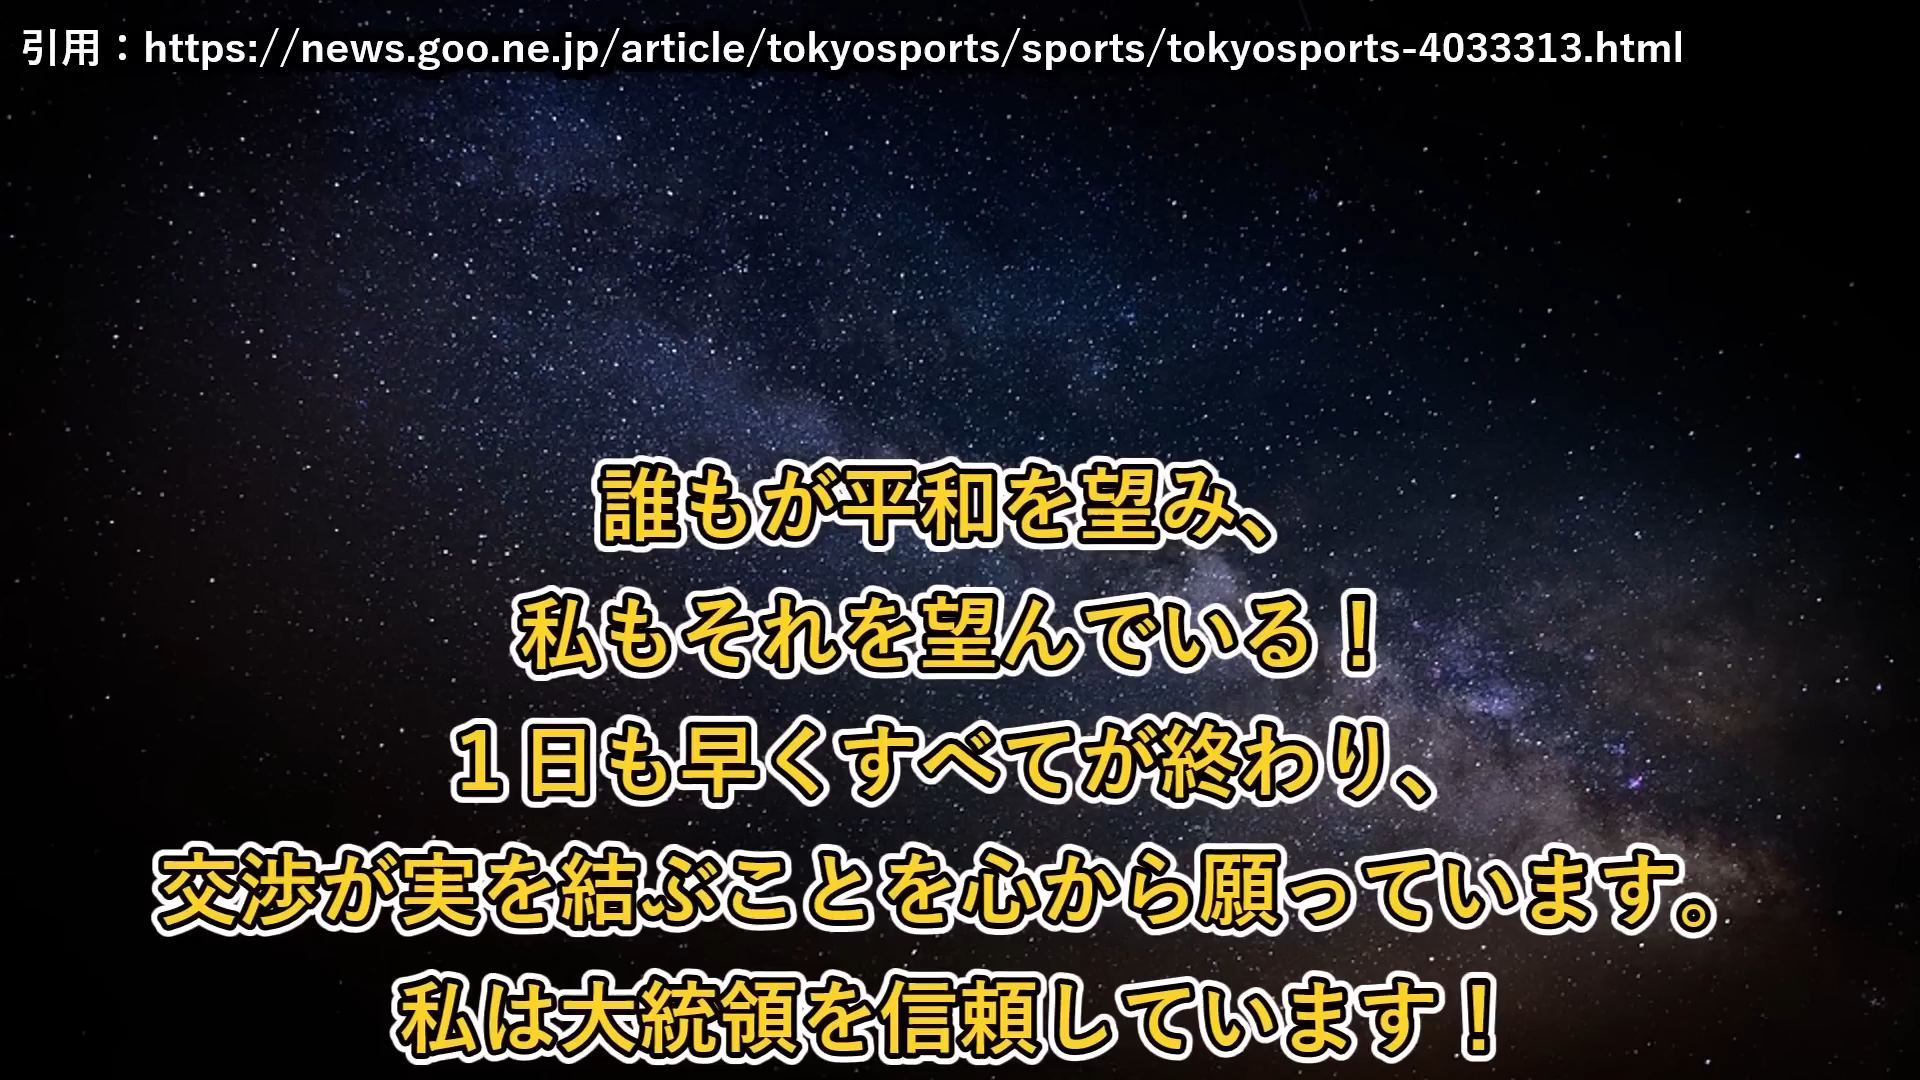 引用：https://news.goo.ne.jp/article/tokyosports/sports/tokyosports-4033313.html
誰もが平和を望み、
私もそれを望んでいる！
１日も早くすべてが終わり、
交渉が実を結ぶことを心から願っています。
私は大統領を信頼しています！